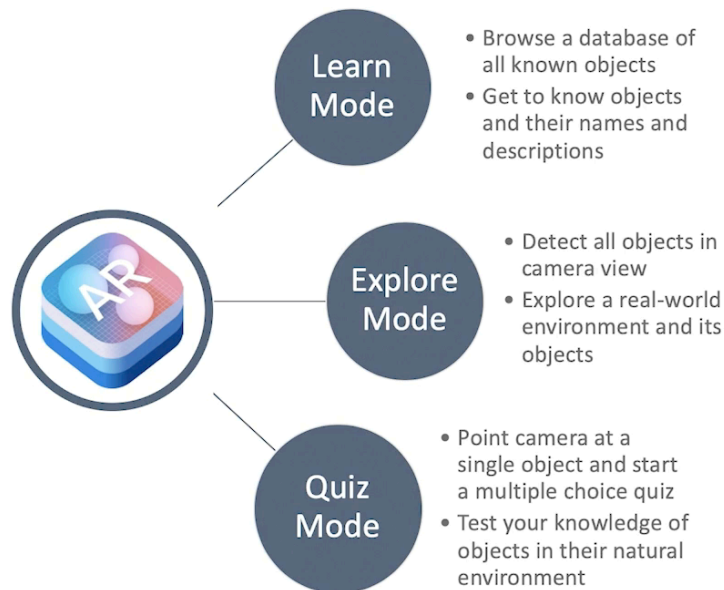 Learn
Mode
• Browse a database of
all known objects
• Get to know objects
and their names and
descriptions
AR
Explore
Mode
• Detect all objects in
camera view
• Explore a real-world
environment and its
objects
Quiz
Mode
• Point camera at a
single object and start
a multiple choice quiz
• Test your knowledge of
objects in their natural
environment